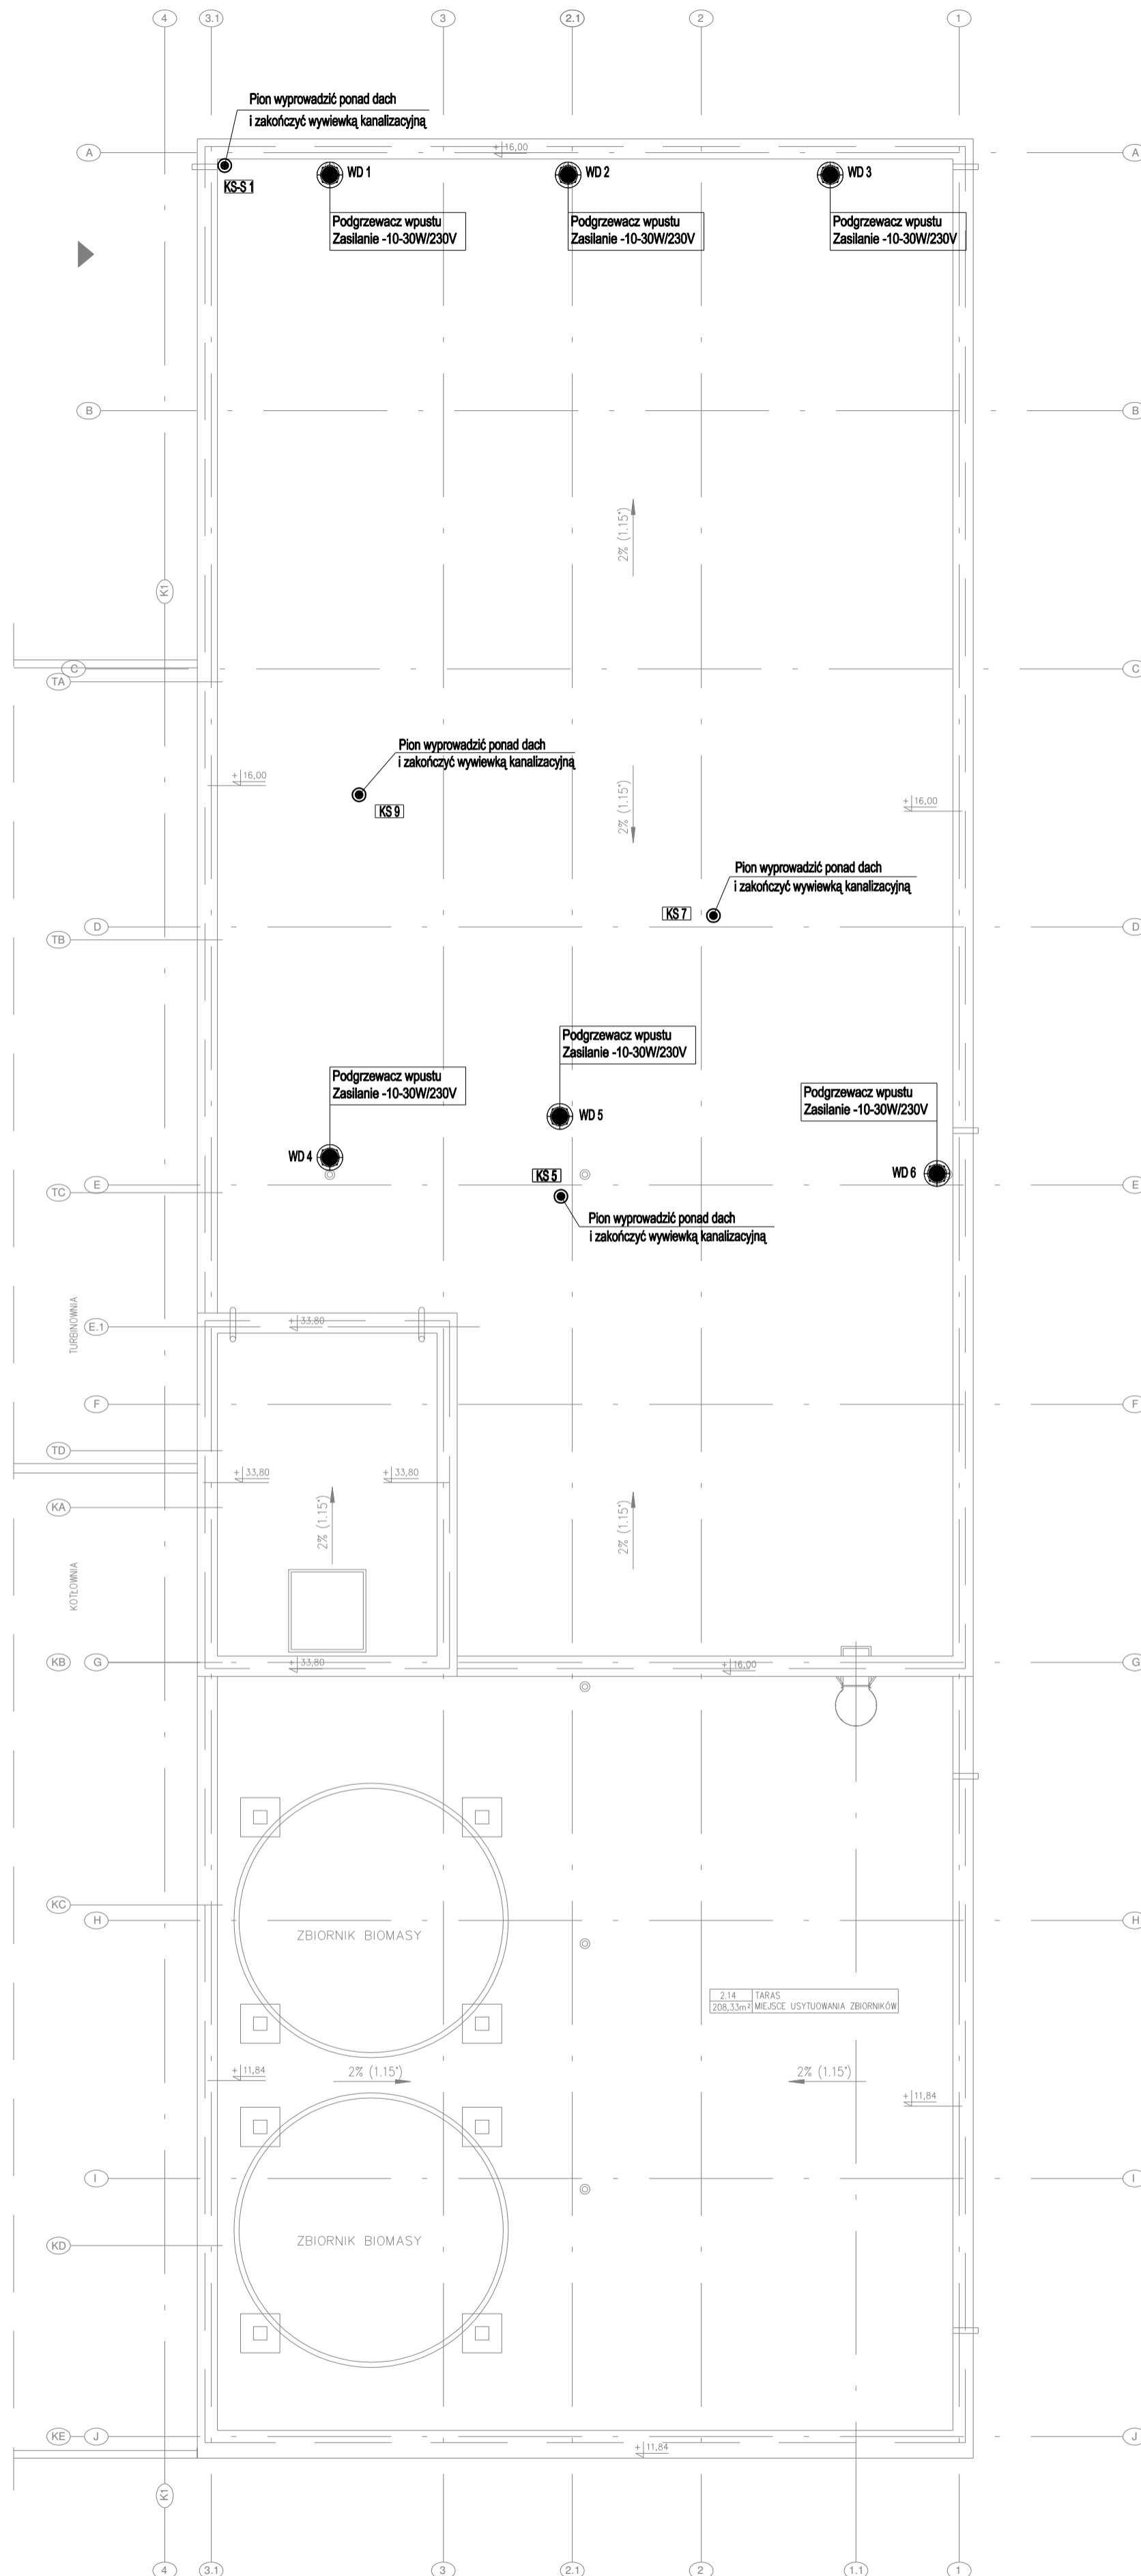 4
3.1
3
2.1
2
1
Pion wyprowadzić ponad dach
i zakończyć wywiewką kanalizacyjną
A
+16,00
A
KS-S 1
WD 1
WD 2
WD 3
Podgrzewacz wpustu
Zasilanie -10-30W/230V
Podgrzewacz wpustu
Zasilanie -10-30W/230V
Podgrzewacz wpustu
Zasilanie -10-30W/230V
B
B
2% (1.15°)
K1
C
C
TA
Pion wyprowadzić ponad dach
i zakończyć wywiewką kanalizacyjną
+16,00
2% (1.15°)
+16,00
KS 9
Pion wyprowadzić ponad dach
i zakończyć wywiewką kanalizacyjną
KS 7
D
D
TB
Podgrzewacz wpustu
Zasilanie -10-30W/230V
Podgrzewacz wpustu
Zasilanie -10-30W/230V
Podgrzewacz wpustu
Zasilanie -10-30W/230V
WD 5
WD 4
WD 6
KS 5
E
E
TC
Pion wyprowadzić ponad dach
i zakończyć wywiewką kanalizacyjną
TURBINOWNIA
E.1
+33,80
F
F
TD
+33,80
+33,80
KA
2% (1.15°)
2% (1.15°)
KOTŁOWNIA
KB
G
+33,80
+16,00
G
KC
H
H
ZBIORNIK BIOMASY
2.14 TARAS
208,33m² MIEJSCE USYTUOWANIA ZBIORNIKÓW
+11,84
2% (1.15°)
2% (1.15°)
+11,84
I
I
KD
ZBIORNIK BIOMASY
KE
J
J
+11,84
K1
4
3.1
3
2.1
2
1.1
1